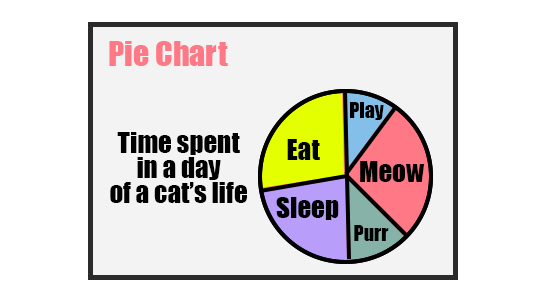 Pie Chart
Time spent
in a day
of a cat's life
Play
Eat
Meow
Sleep
Purr